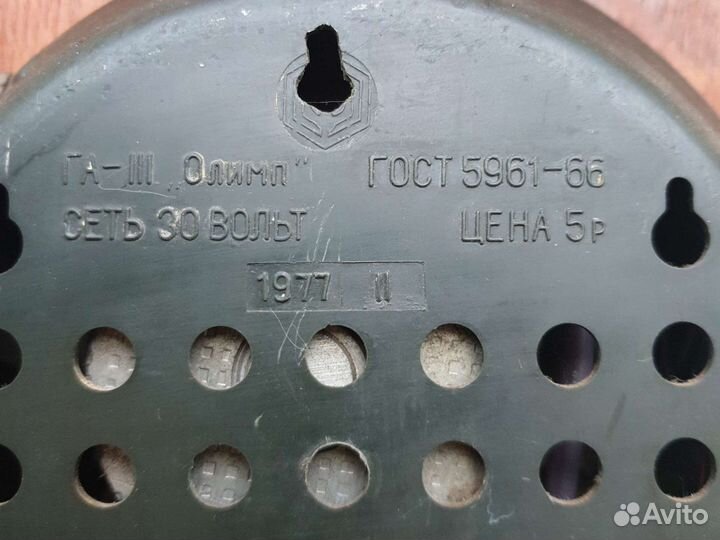 ГА-III „Олимп" ГОСТ 5961-66
СЕТЬ 30 ВОЛЬТ ЦЕНА 5р
1977 II
Avito